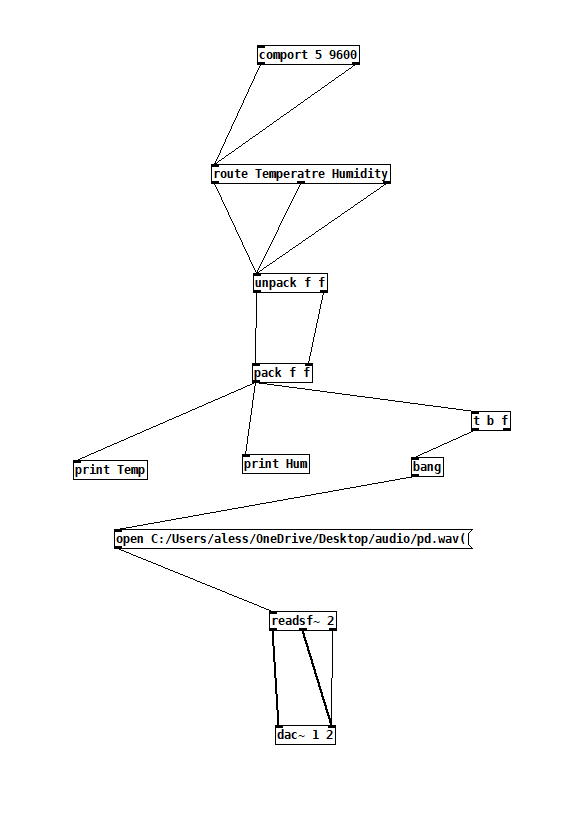 comport 5 9600
route Temperatre Humidity
unpack f f
pack f f
t b f
print Temp
print Hum
bang
open C:/Users/aless/OneDrive/Desktop/audio/pd.wav(
readsf~ 2
dac~ 1 2